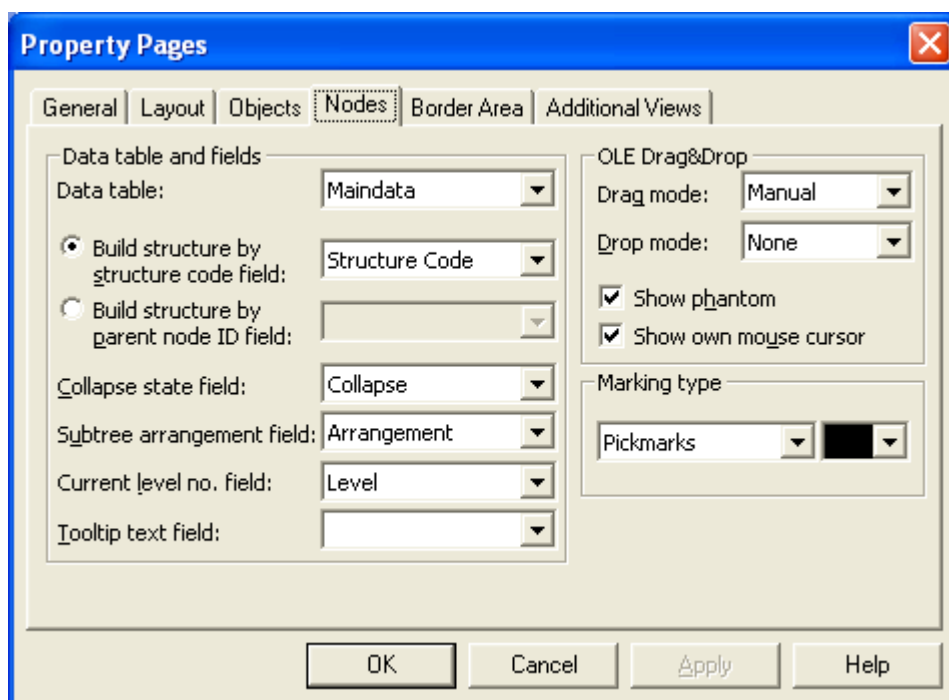 Property Pages
General Layout Objects Nodes Border Area Additional Views
Data table and fields
Data table: Maindata
Build structure by
structure code field: Structure Code
Build structure by
parent node ID field:
Collapse state field: Collapse
Subtree arrangement field: Arrangement
Current level no. field: Level
Tooltip text field:
OLE Drag&Drop
Drag mode: Manual
Drop mode: None
Show phantom
Show own mouse cursor
Marking type
Pickmarks
OK Cancel Apply Help